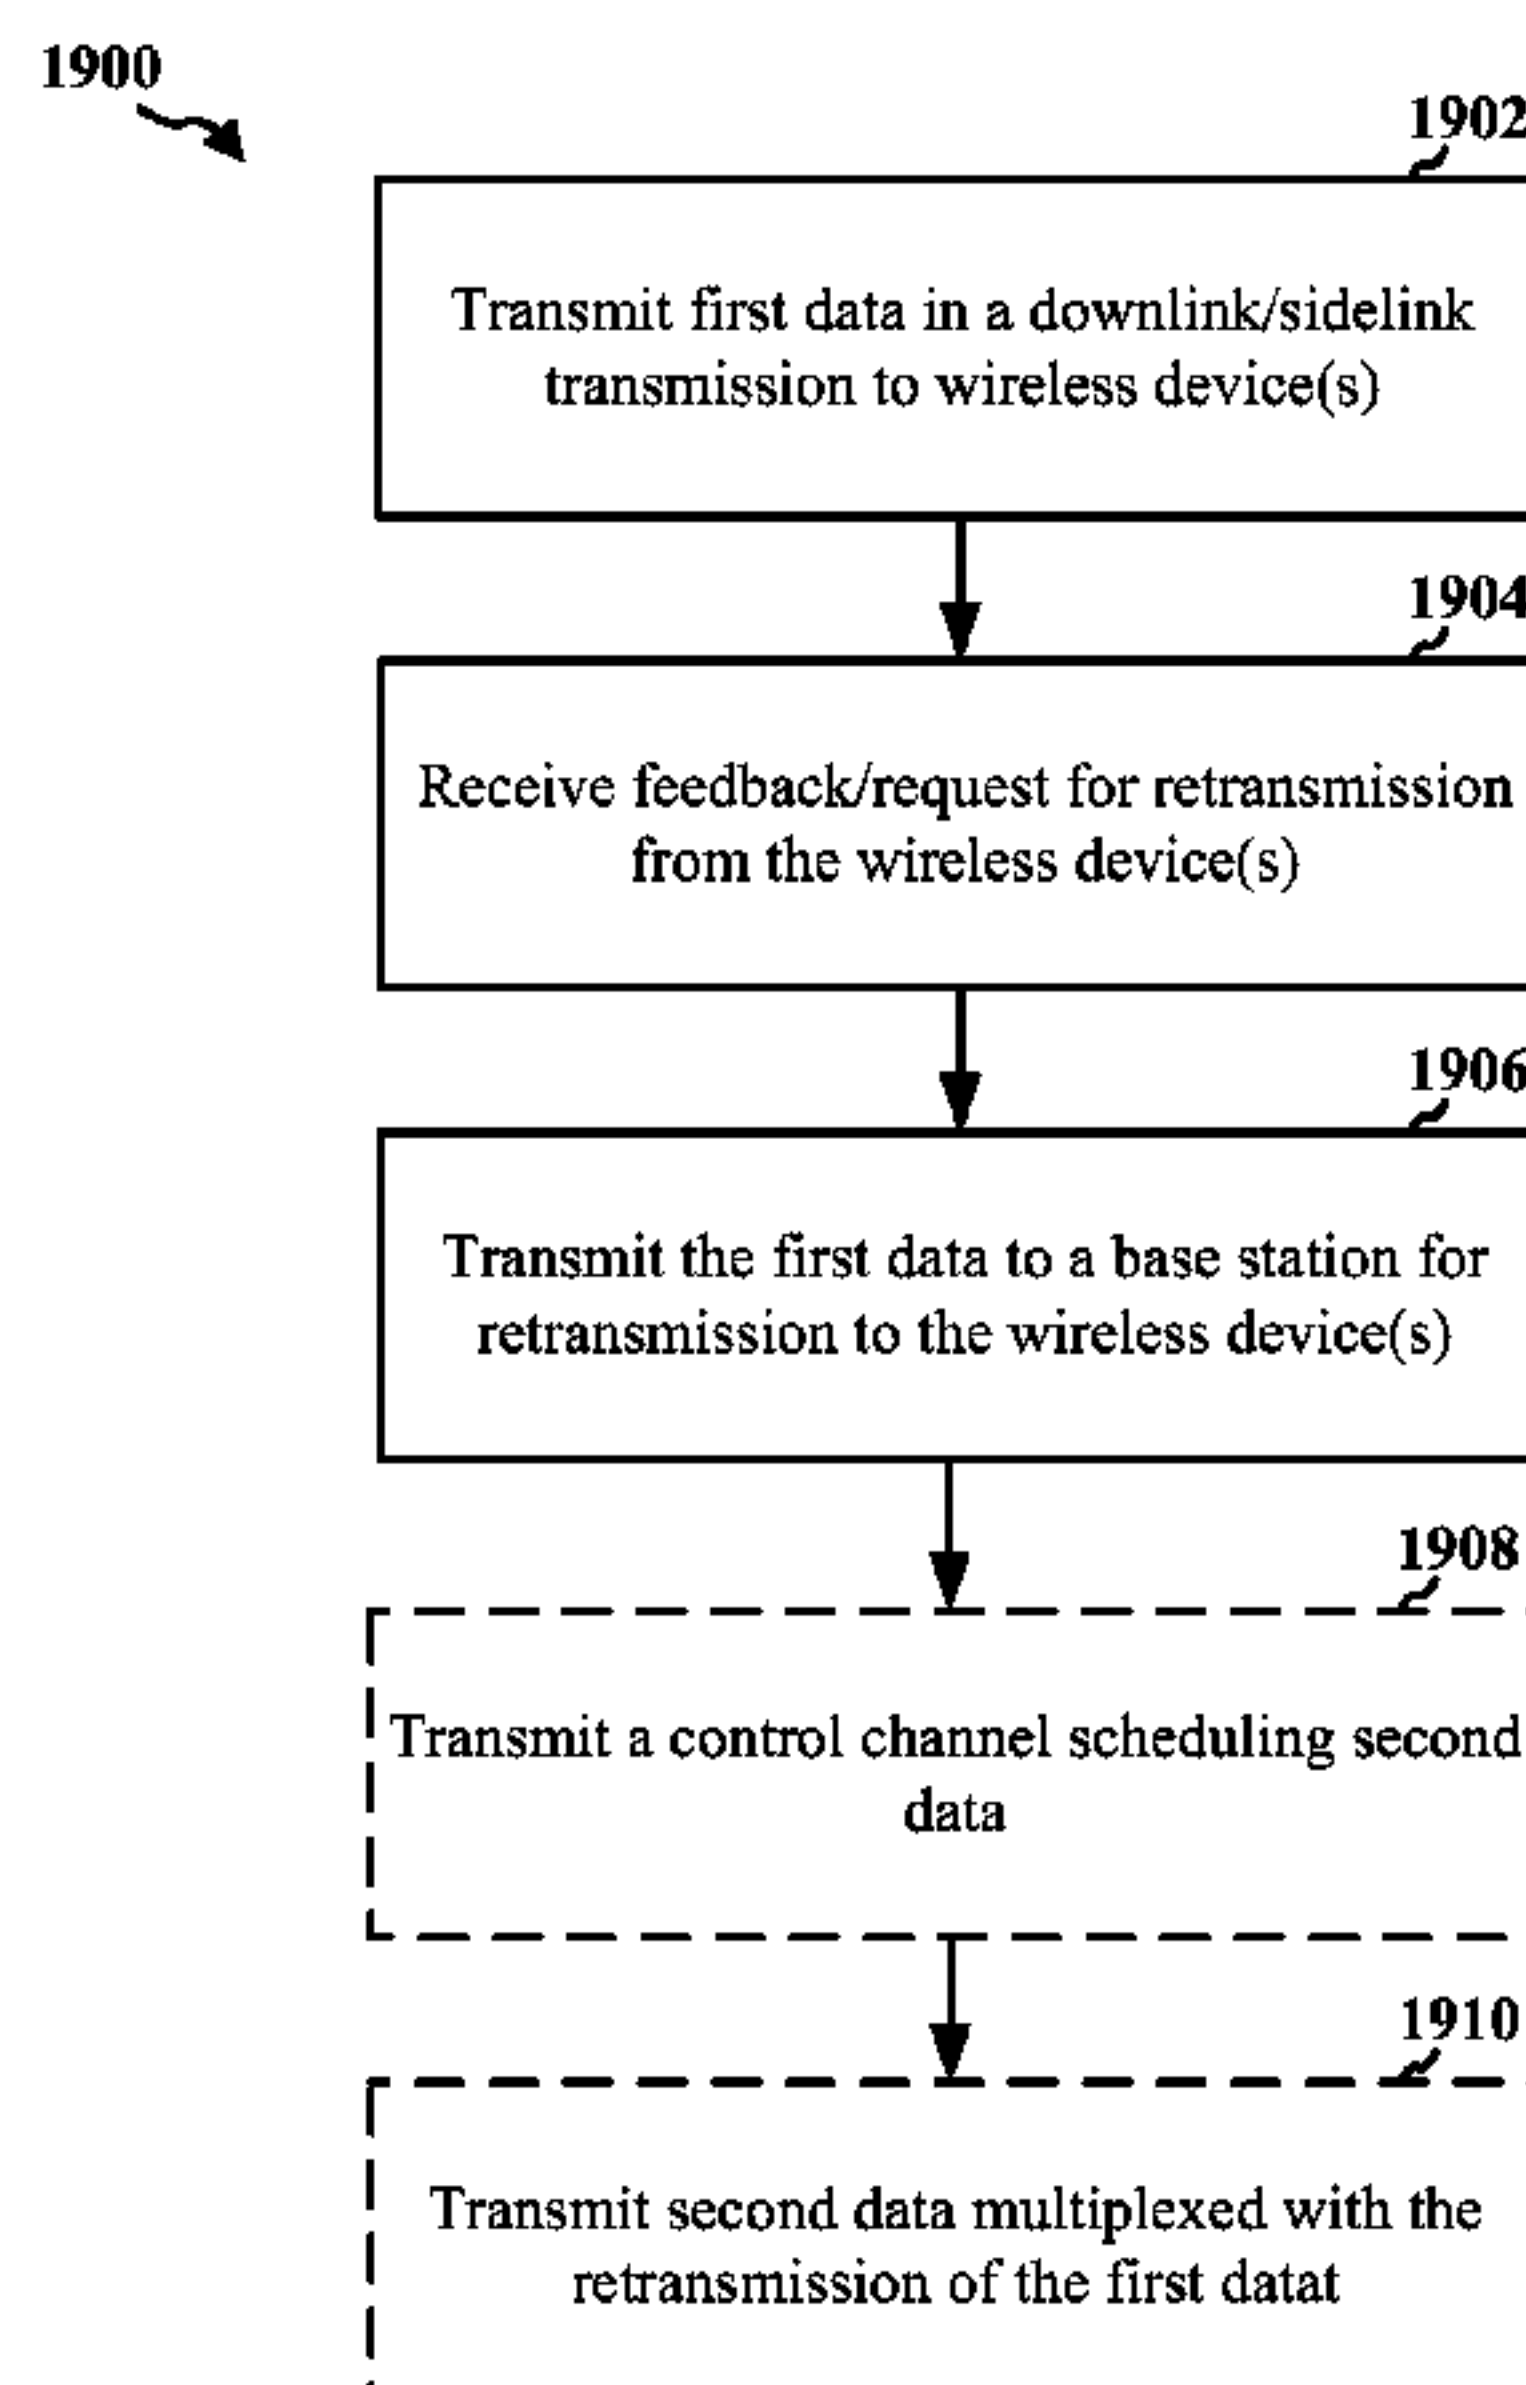 1900
1902
Transmit first data in a downlink/sidelink
transmission to wireless device(s)
1904
Receive feedback/request for retransmission
from the wireless device(s)
1906
Transmit the first data to a base station for
retransmission to the wireless device(s)
1908
Transmit a control channel scheduling second
data
1910
Transmit second data multiplexed with the
retransmission of the first datat